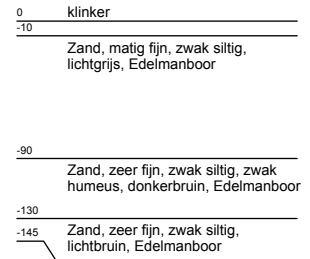 0 klinker
-10
Zand, matig fijn, zwak siltig,
lichtgrijs, Edelmanboor
-90
Zand, zeer fijn, zwak siltig, zwak
humeus, donkerbruin, Edelmanboor
-130
Zand, zeer fijn, zwak siltig,
-145
lichtbruin, Edelmanboor